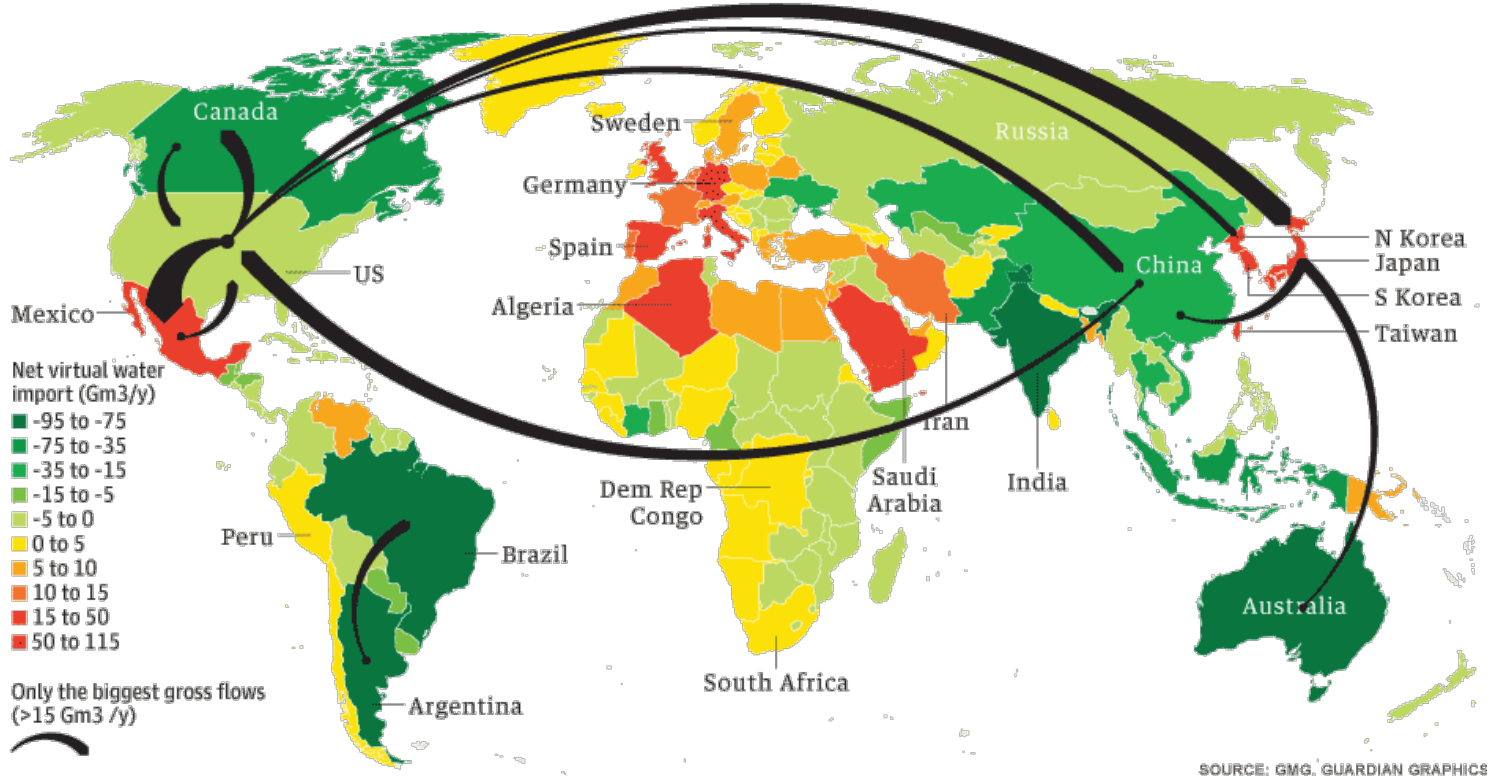 Canada
Sweden
Russia
Germany
Spain
N Korea
China
Japan
US
S Korea
Algeria
Mexico
Taiwan
Net virtual water
import (Gm3/y)
-95 to -75
-75 to -35
-35 to -15
-15 to -5
-5 to 0
0 to 5
5 to 10
10 to 15
15 to 50
50 to 115
Iran
Saudi
Arabia
India
Dem Rep
Congo
Peru
Brazil
Australia
South Africa
Argentina
Only the biggest gross flows
(>15 Gm3 /y)
SOURCE: GMG, GUARDIAN GRAPHICS